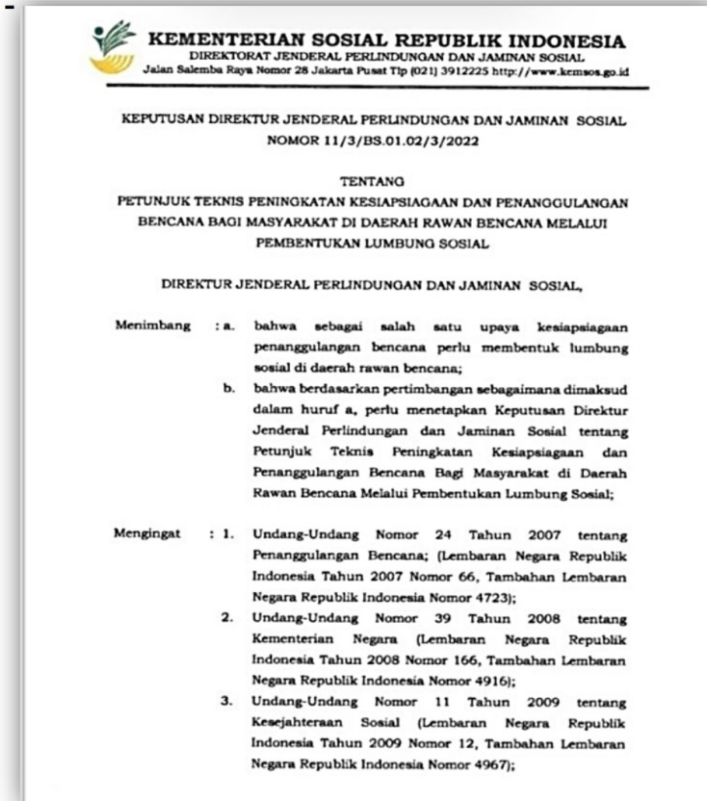 KEMENTERIAN SOSIAL REPUBLIK INDONESIA
DIREKTORAT JENDERAL PERLINDUNGAN DAN JAMINAN SOSIAL
Jalan Salemba Raya Nomor 28 Jakarta Pusat Tlp (021) 3912225 http://www.kemsos.go.id
KEPUTUSAN DIREKTUR JENDERAL PERLINDUNGAN DAN JAMINAN SOSIAL
NOMOR 11/3/BS.01.02/3/2022
TENTANG
PETUNJUK TEKNIS PENINGKATAN KESIAPSIAGAAN DAN PENANGGULANGAN
BENCANA BAGI MASYARAKAT DI DAERAH RAWAN BENCANA MELALUI
PEMBENTUKAN LUMBUNG SOSIAL
DIREKTUR JENDERAL PERLINDUNGAN DAN JAMINAN SOSIAL,
Menimbang : a. bahwa sebagai salah satu upaya kesiapsiagaan
penanggulangan bencana perlu membentuk lumbung
sosial di daerah rawan bencana;
b. bahwa berdasarkan pertimbangan sebagaimana dimaksud
dalam huruf a, perlu menetapkan Keputusan Direktur
Jenderal Perlindungan dan Jaminan Sosial tentang
Petunjuk Teknis Peningkatan Kesiapsiagaan dan
Penanggulangan Bencana Bagi Masyarakat di Daerah
Rawan Bencana Melalui Pembentukan Lumbung Sosial;
Mengingat : 1. Undang-Undang Nomor 24 Tahun 2007 tentang
Penanggulangan Bencana; (Lembaran Negara Republik
Indonesia Tahun 2007 Nomor 66, Tambahan Lembaran
Negara Republik Indonesia Nomor 4723);
2. Undang-Undang Nomor 39 Tahun 2008 tentang
Kementerian Negara (Lembaran Negara Republik
Indonesia Tahun 2008 Nomor 166, Tambahan Lembaran
Negara Republik Indonesia Nomor 4916);
3. Undang-Undang Nomor 11 Tahun 2009 tentang
Kesejahteraan Sosial (Lembaran Negara Republik
Indonesia Tahun 2009 Nomor 12, Tambahan Lembaran
Negara Republik Indonesia Nomor 4967);